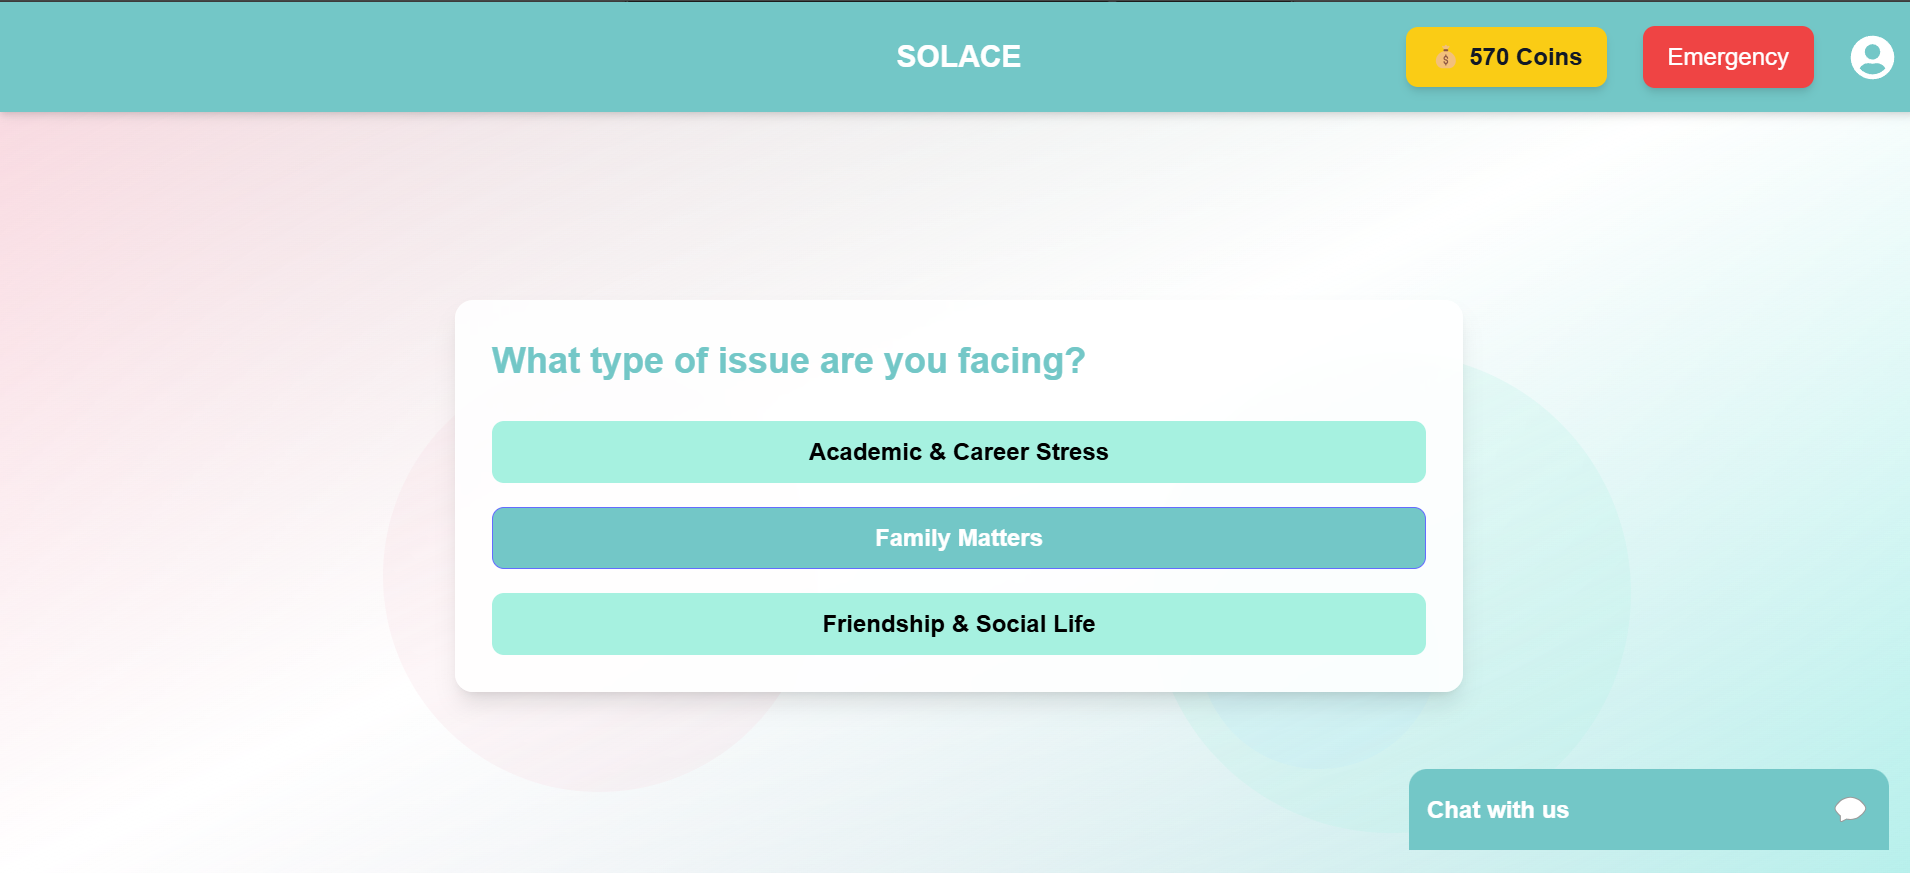 SOLACE
570 Coins
Emergency
What type of issue are you facing?
Academic & Career Stress
Family Matters
Friendship & Social Life
Chat with us